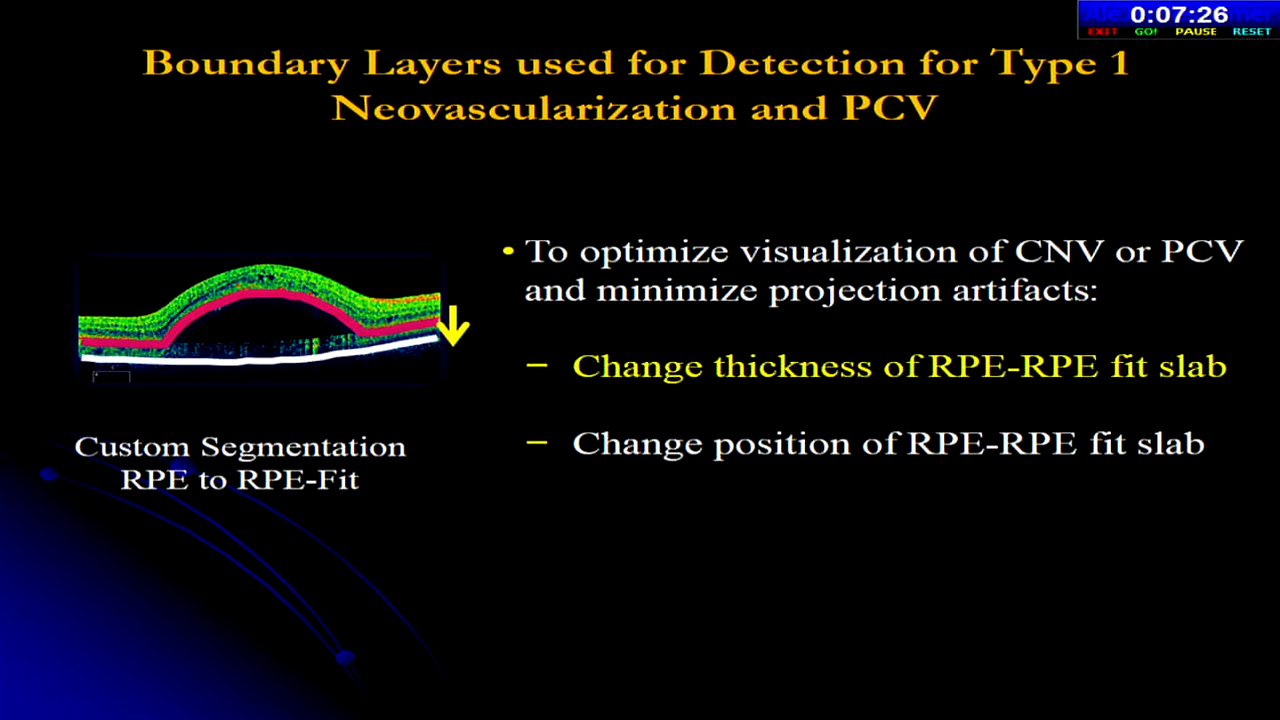 0:07:26
EXIT GO! PAUSE RESET
Boundary Layers used for Detection for Type 1
Neovascularization and PCV
• To optimize visualization of CNV or PCV
and minimize projection artifacts:
– Change thickness of RPE-RPE fit slab
– Change position of RPE-RPE fit slab
Custom Segmentation
RPE to RPE-Fit